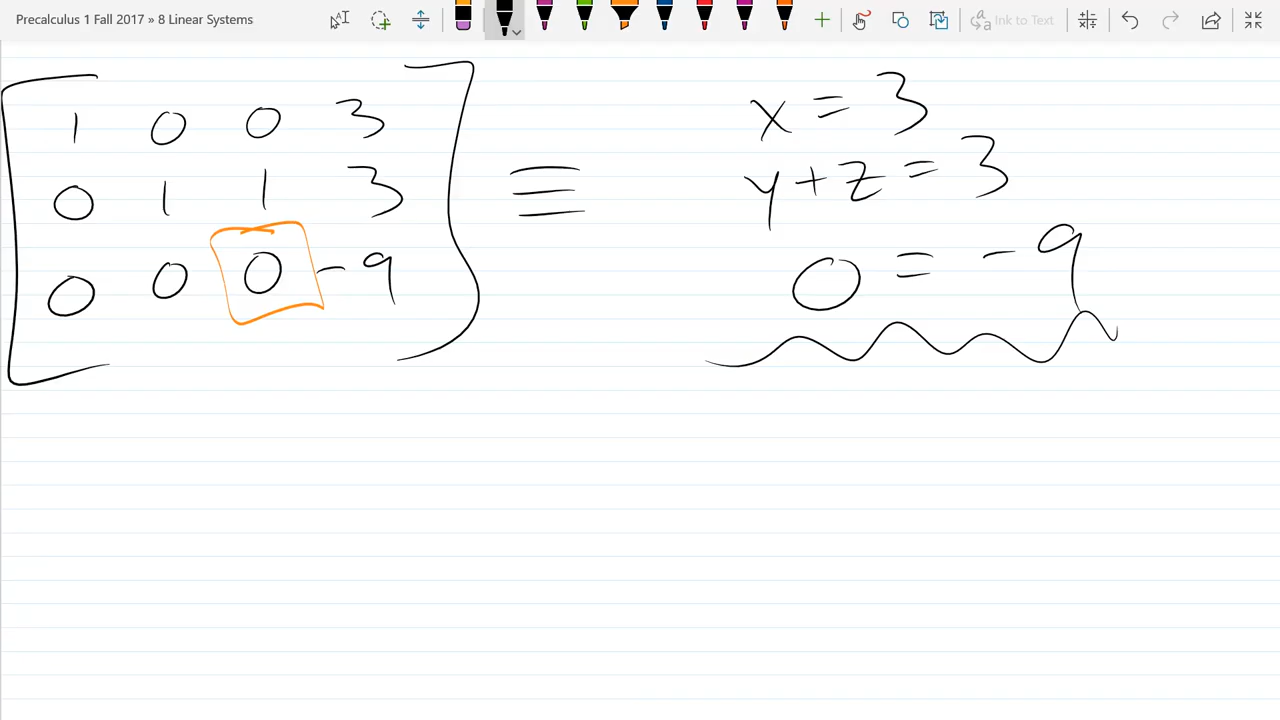 Precalculus 1 Fall 2017 » 8 Linear Systems
Ink to Text
1 0 0 3
0 1 1 3
0 0 0 -9
≡
x = 3
y + z = 3
0 = -9